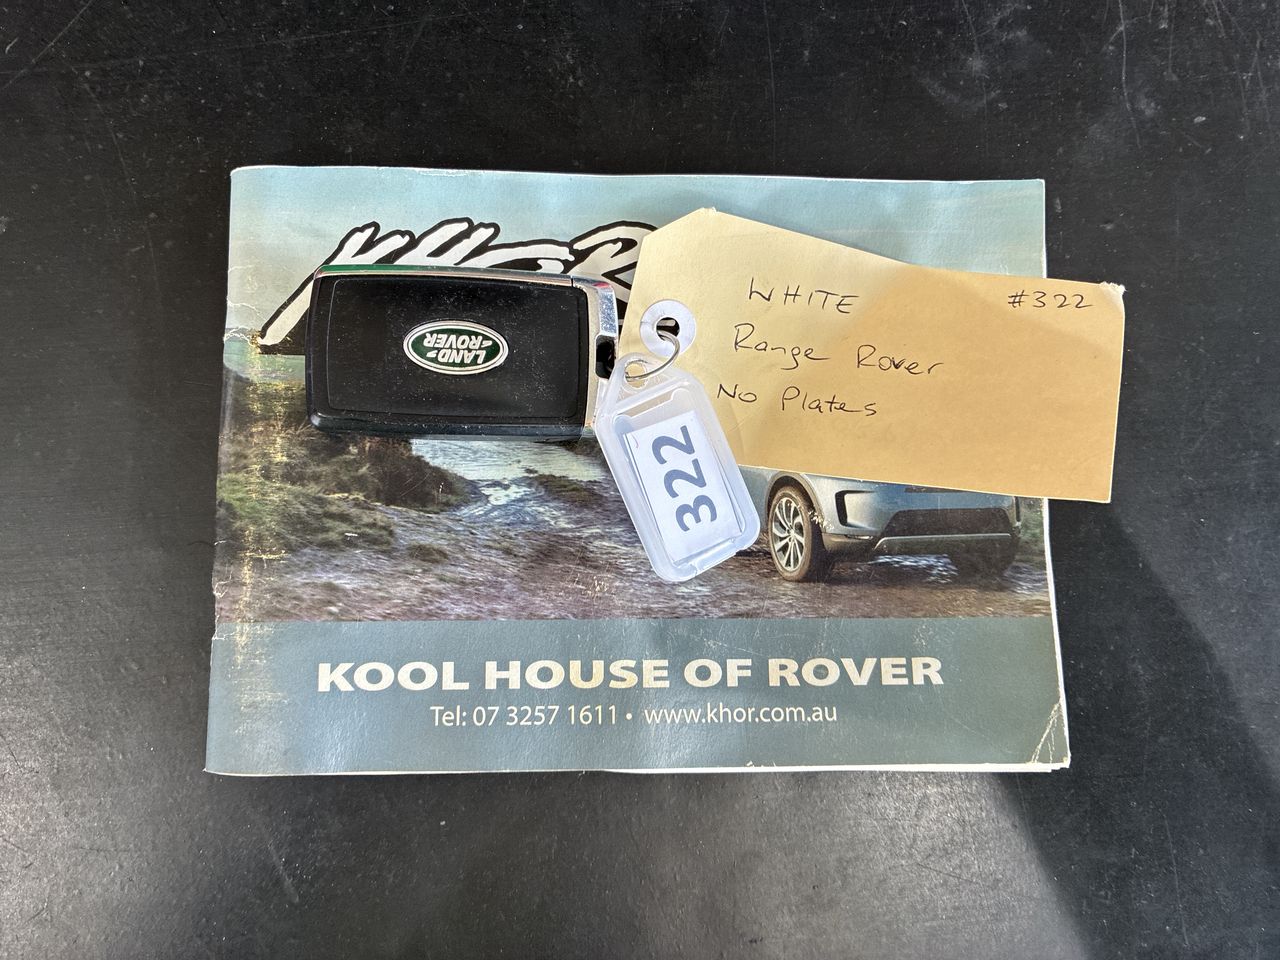 WHITE
#322
Range Rover
No Plates
LAND
ROVER
322
KOOL HOUSE OF ROVER
Tel: 07 3257 1611 • www.khor.com.au